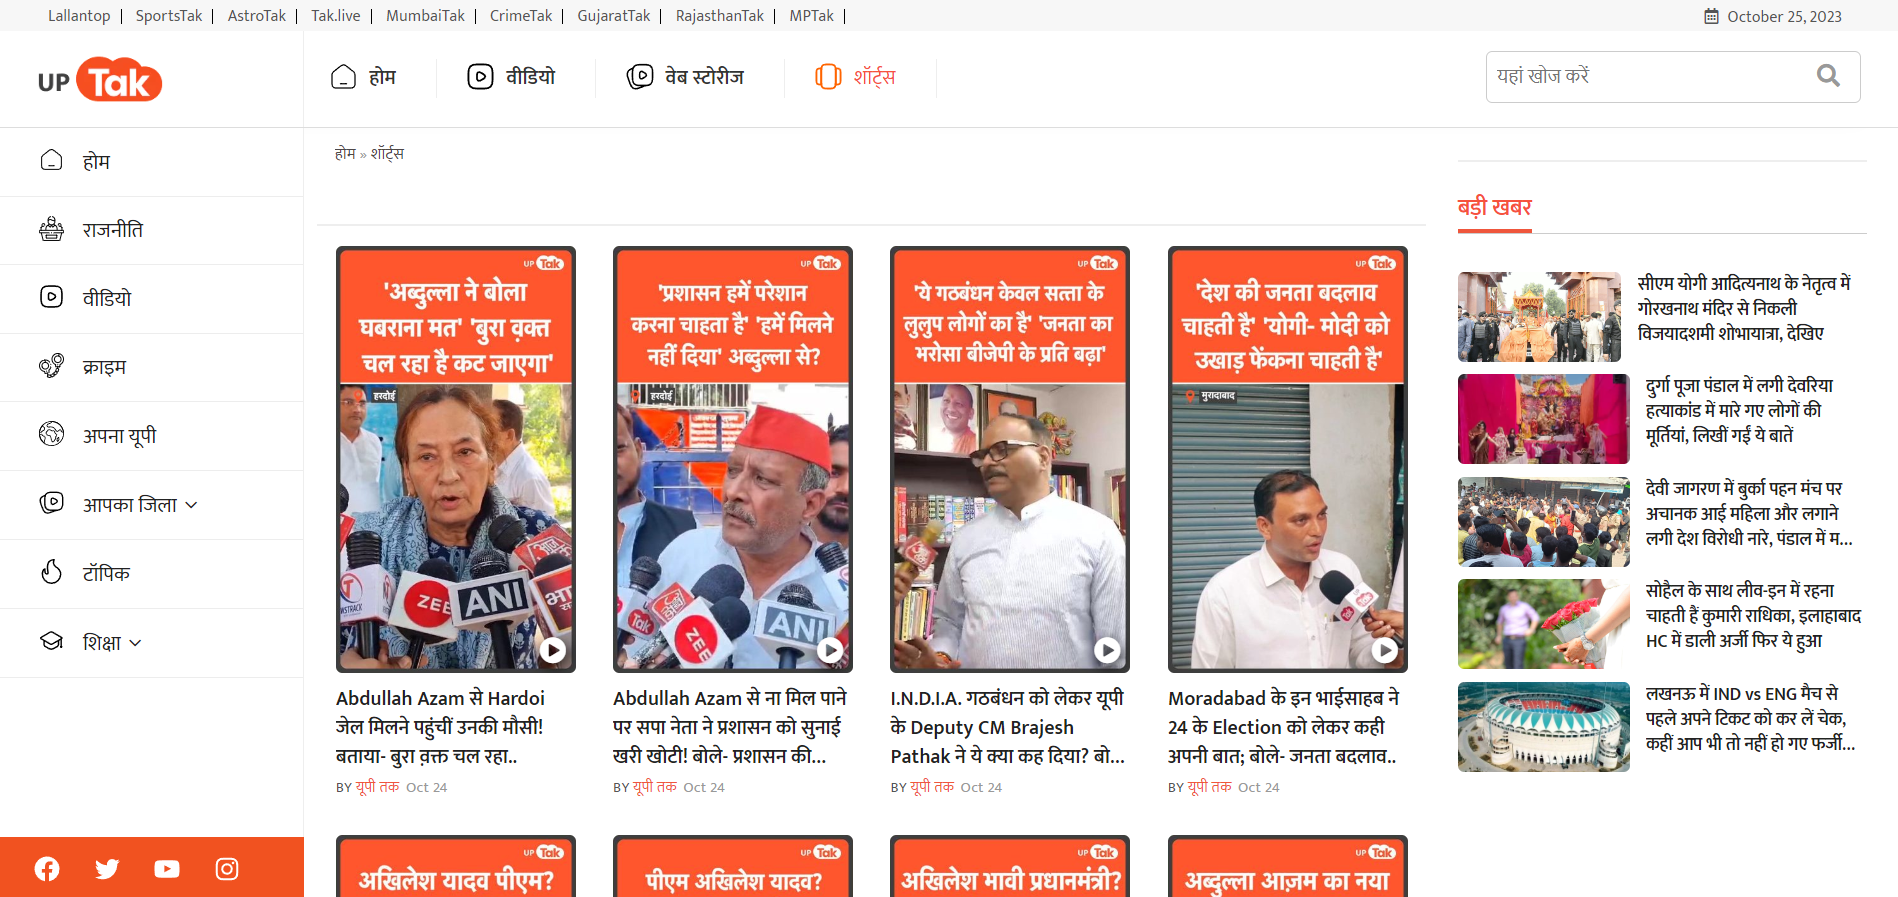 Lallantop | SportsTak | AstroTak | Tak.live | MumbaiTak | CrimeTak | GujaratTak | RajasthanTak | MPTak |
October 25, 2023
UP Tak
होम
वीडियो
वेब स्टोरीज
शॉर्ट्स
यहां खोज करें
होम
राजनीति
वीडियो
क्राइम
अपना यूपी
आपका जिला
टॉपिक
शिक्षा
होम » शॉर्ट्स
UP Tak
'अब्दुल्ला ने बोला
घबराना मत' 'बुरा व़क्त
चल रहा है कट जाएगा'
हरदोई
NEWSTRACK
ZEE
ANI
Abdullah Azam से Hardoi
जेल मिलने पहुंचीं उनकी मौसी!
बताया- बुरा व़क्त चल रहा..
BY यूपी तक Oct 24
UP Tak
'प्रशासन हमें परेशान
करना चाहता है' 'हमें मिलने
नहीं दिया' अब्दुल्ला से?
हरदोई
Tak
ZEE
ANI
Abdullah Azam से ना मिल पाने
पर सपा नेता ने प्रशासन को सुनाई
खरी खोटी! बोले- प्रशासन की...
BY यूपी तक Oct 24
UP Tak
'ये गठबंधन केवल सत्ता के
लुलुप लोगों का है' 'जनता का
भरोसा बीजेपी के प्रति बढ़ा'
I.N.D.I.A. गठबंधन को लेकर यूपी
के Deputy CM Brajesh
Pathak ने ये क्या कह दिया? बो...
BY यूपी तक Oct 24
UP Tak
'देश की जनता बदलाव
चाहती है' 'योगी- मोदी को
उखाड़ फेंकना चाहती है'
मुरादाबाद
Moradabad के इन भाईसाहब ने
24 के Election को लेकर कही
अपनी बात; बोले- जनता बदलाव..
BY यूपी तक Oct 24
UP Tak
अखिलेश यादव पीएम?
UP Tak
पीएम अखिलेश यादव?
UP Tak
अखिलेश भावी प्रधानमंत्री?
UP Tak
अब्दुल्ला आज़म का नया
बड़ी खबर
सीएम योगी आदित्यनाथ के नेतृत्व में
गोरखनाथ मंदिर से निकली
विजयादशमी शोभायात्रा, देखिए
दुर्गा पूजा पंडाल में लगी देवरिया
हत्याकांड में मारे गए लोगों की
मूर्तियां, लिखीं गईं ये बातें
देवी जागरण में बुर्का पहन मंच पर
अचानक आई महिला और लगाने
लगी देश विरोधी नारे, पंडाल में म...
सोहैल के साथ लीव-इन में रहना
चाहती हैं कुमारी राधिका, इलाहाबाद
HC में डाली अर्जी फिर ये हुआ
लखनऊ में IND vs ENG मैच से
पहले अपने टिकट को कर लें चेक,
कहीं आप भी तो नहीं हो गए फर्जी...